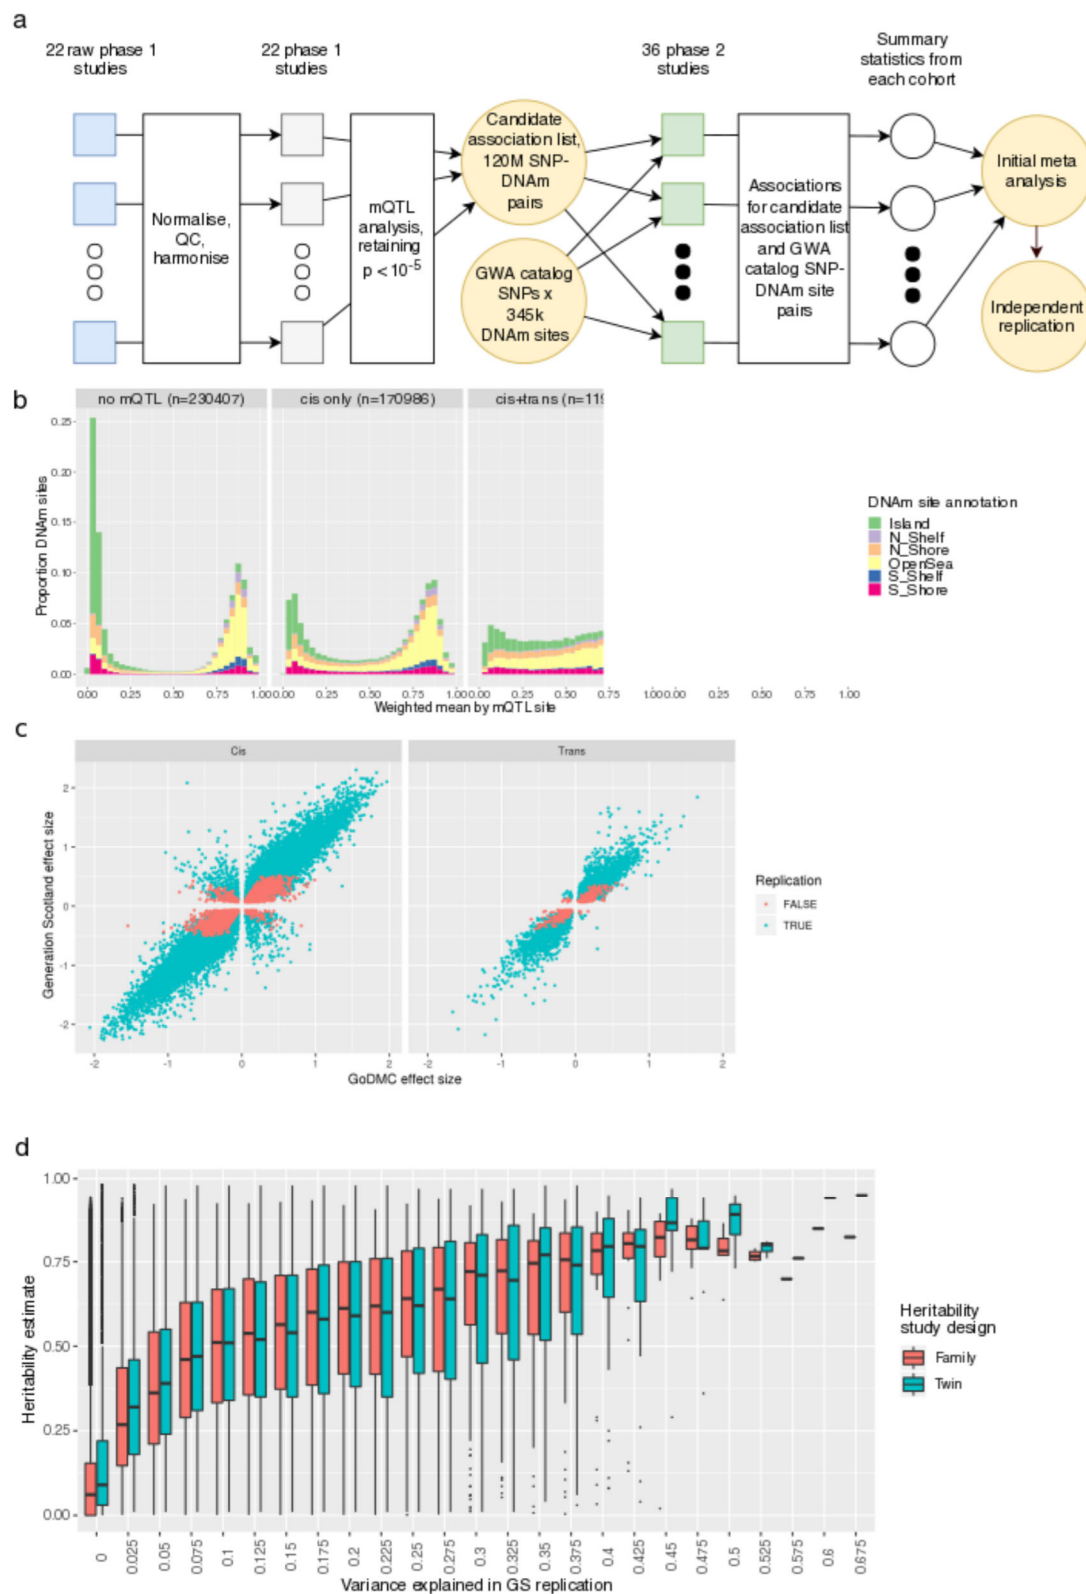 a
22 raw phase 1
studies
22 phase 1
studies
36 phase 2
studies
Summary
statistics from
each cohort
Normalise,
QC,
harmonise
mQTL
analysis,
retaining
p < 10-5
Candidate
association list,
120M SNP-
DNAm
pairs
GWA catalog
SNPs x
345k
DNAm sites
Associations
for candidate
association list
and GWA
catalog SNP-
DNAm site
pairs
Initial meta
analysis
Independent
replication
b
no mQTL (n=230407)
cis only (n=170986)
cis+trans (n=119
Proportion DNAm sites
0.25
0.20
0.15
0.10
0.05
0.00
0.00 0.25 0.50 0.75 1.000.00 0.25 0.50 0.75 1.000.00 0.25 0.50 0.75 1.000.00 0.25 0.50 0.75 1.00
Weighted mean by mQTL site
DNAm site annotation
Island
N_Shelf
N_Shore
OpenSea
S_Shelf
S_Shore
c
Cis
Trans
Generation Scotland effect size
2
1
0
-1
-2
-2 -1 0 1 2 -2 -1 0 1 2
GoDMC effect size
Replication
FALSE
TRUE
d
Heritability estimate
1.00
0.75
0.50
0.25
0.00
0 0.025 0.05 0.075 0.1 0.125 0.15 0.175 0.2 0.225 0.25 0.275 0.3 0.325 0.35 0.375 0.4 0.425 0.45 0.475 0.5 0.525 0.575 0.6 0.675
Variance explained in GS replication
Heritability
study design
Family
Twin